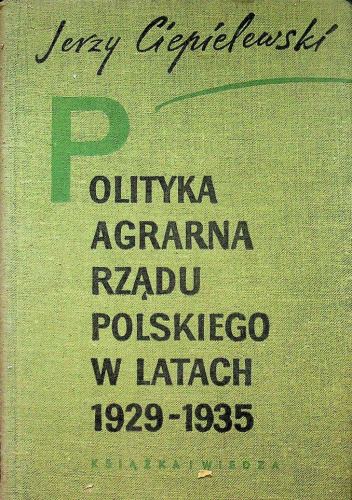 Jerzy Ciepielewski
POLITYKA
AGRARNA
RZĄDU
POLSKIEGO
W LATACH
1929-1935
KSIĄŻKA I WIEDZA